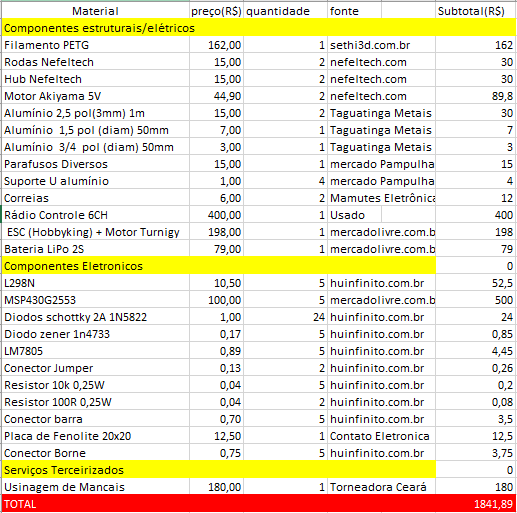 Material preço(R$) quantidade fonte Subtotal(R$)
Componentes estruturais/elétricos
Filamento PETG 162,00 1 sethi3d.com.br 162
Rodas Nefeltech 15,00 2 nefeltech.com 30
Hub Nefeltech 15,00 2 nefeltech.com 30
Motor Akiyama 5V 44,90 2 nefeltech.com 89,8
Alumínio 2,5 pol(3mm) 1m 15,00 2 Taguatinga Metais 30
Alumínio 1,5 pol (diam) 50mm 7,00 1 Taguatinga Metais 7
Alumínio 3/4 pol (diam) 50mm 3,00 1 Taguatinga Metais 3
Parafusos Diversos 15,00 1 mercado Pampulha 15
Suporte U alumínio 1,00 4 mercado Pampulha 4
Correias 6,00 2 Mamutes Eletrônica 12
Rádio Controle 6CH 400,00 1 Usado 400
ESC (Hobbyking) + Motor Turnigy 198,00 1 mercadolivre.com.b 198
Bateria LiPo 2S 79,00 1 mercadolivre.com.b 79
Componentes Eletronicos 0
L298N 10,50 5 huinfinito.com.br 52,5
MSP430G2553 100,00 5 mercadolivre.com.b 500
Diodos schottky 2A 1N5822 1,00 24 huinfinito.com.br 24
Diodo zener 1n4733 0,17 5 huinfinito.com.br 0,85
LM7805 0,89 5 huinfinito.com.br 4,45
Conector Jumper 0,13 2 huinfinito.com.br 0,26
Resistor 10k 0,25W 0,04 5 huinfinito.com.br 0,2
Resistor 100R 0,25W 0,04 2 huinfinito.com.br 0,08
Conector barra 0,70 5 huinfinito.com.br 3,5
Placa de Fenolite 20x20 12,50 1 Contato Eletronica 12,5
Conector Borne 0,75 5 huinfinito.com.br 3,75
Serviços Terceirizados 0
Usinagem de Mancais 180,00 1 Torneadora Ceará 180
TOTAL 1841,89